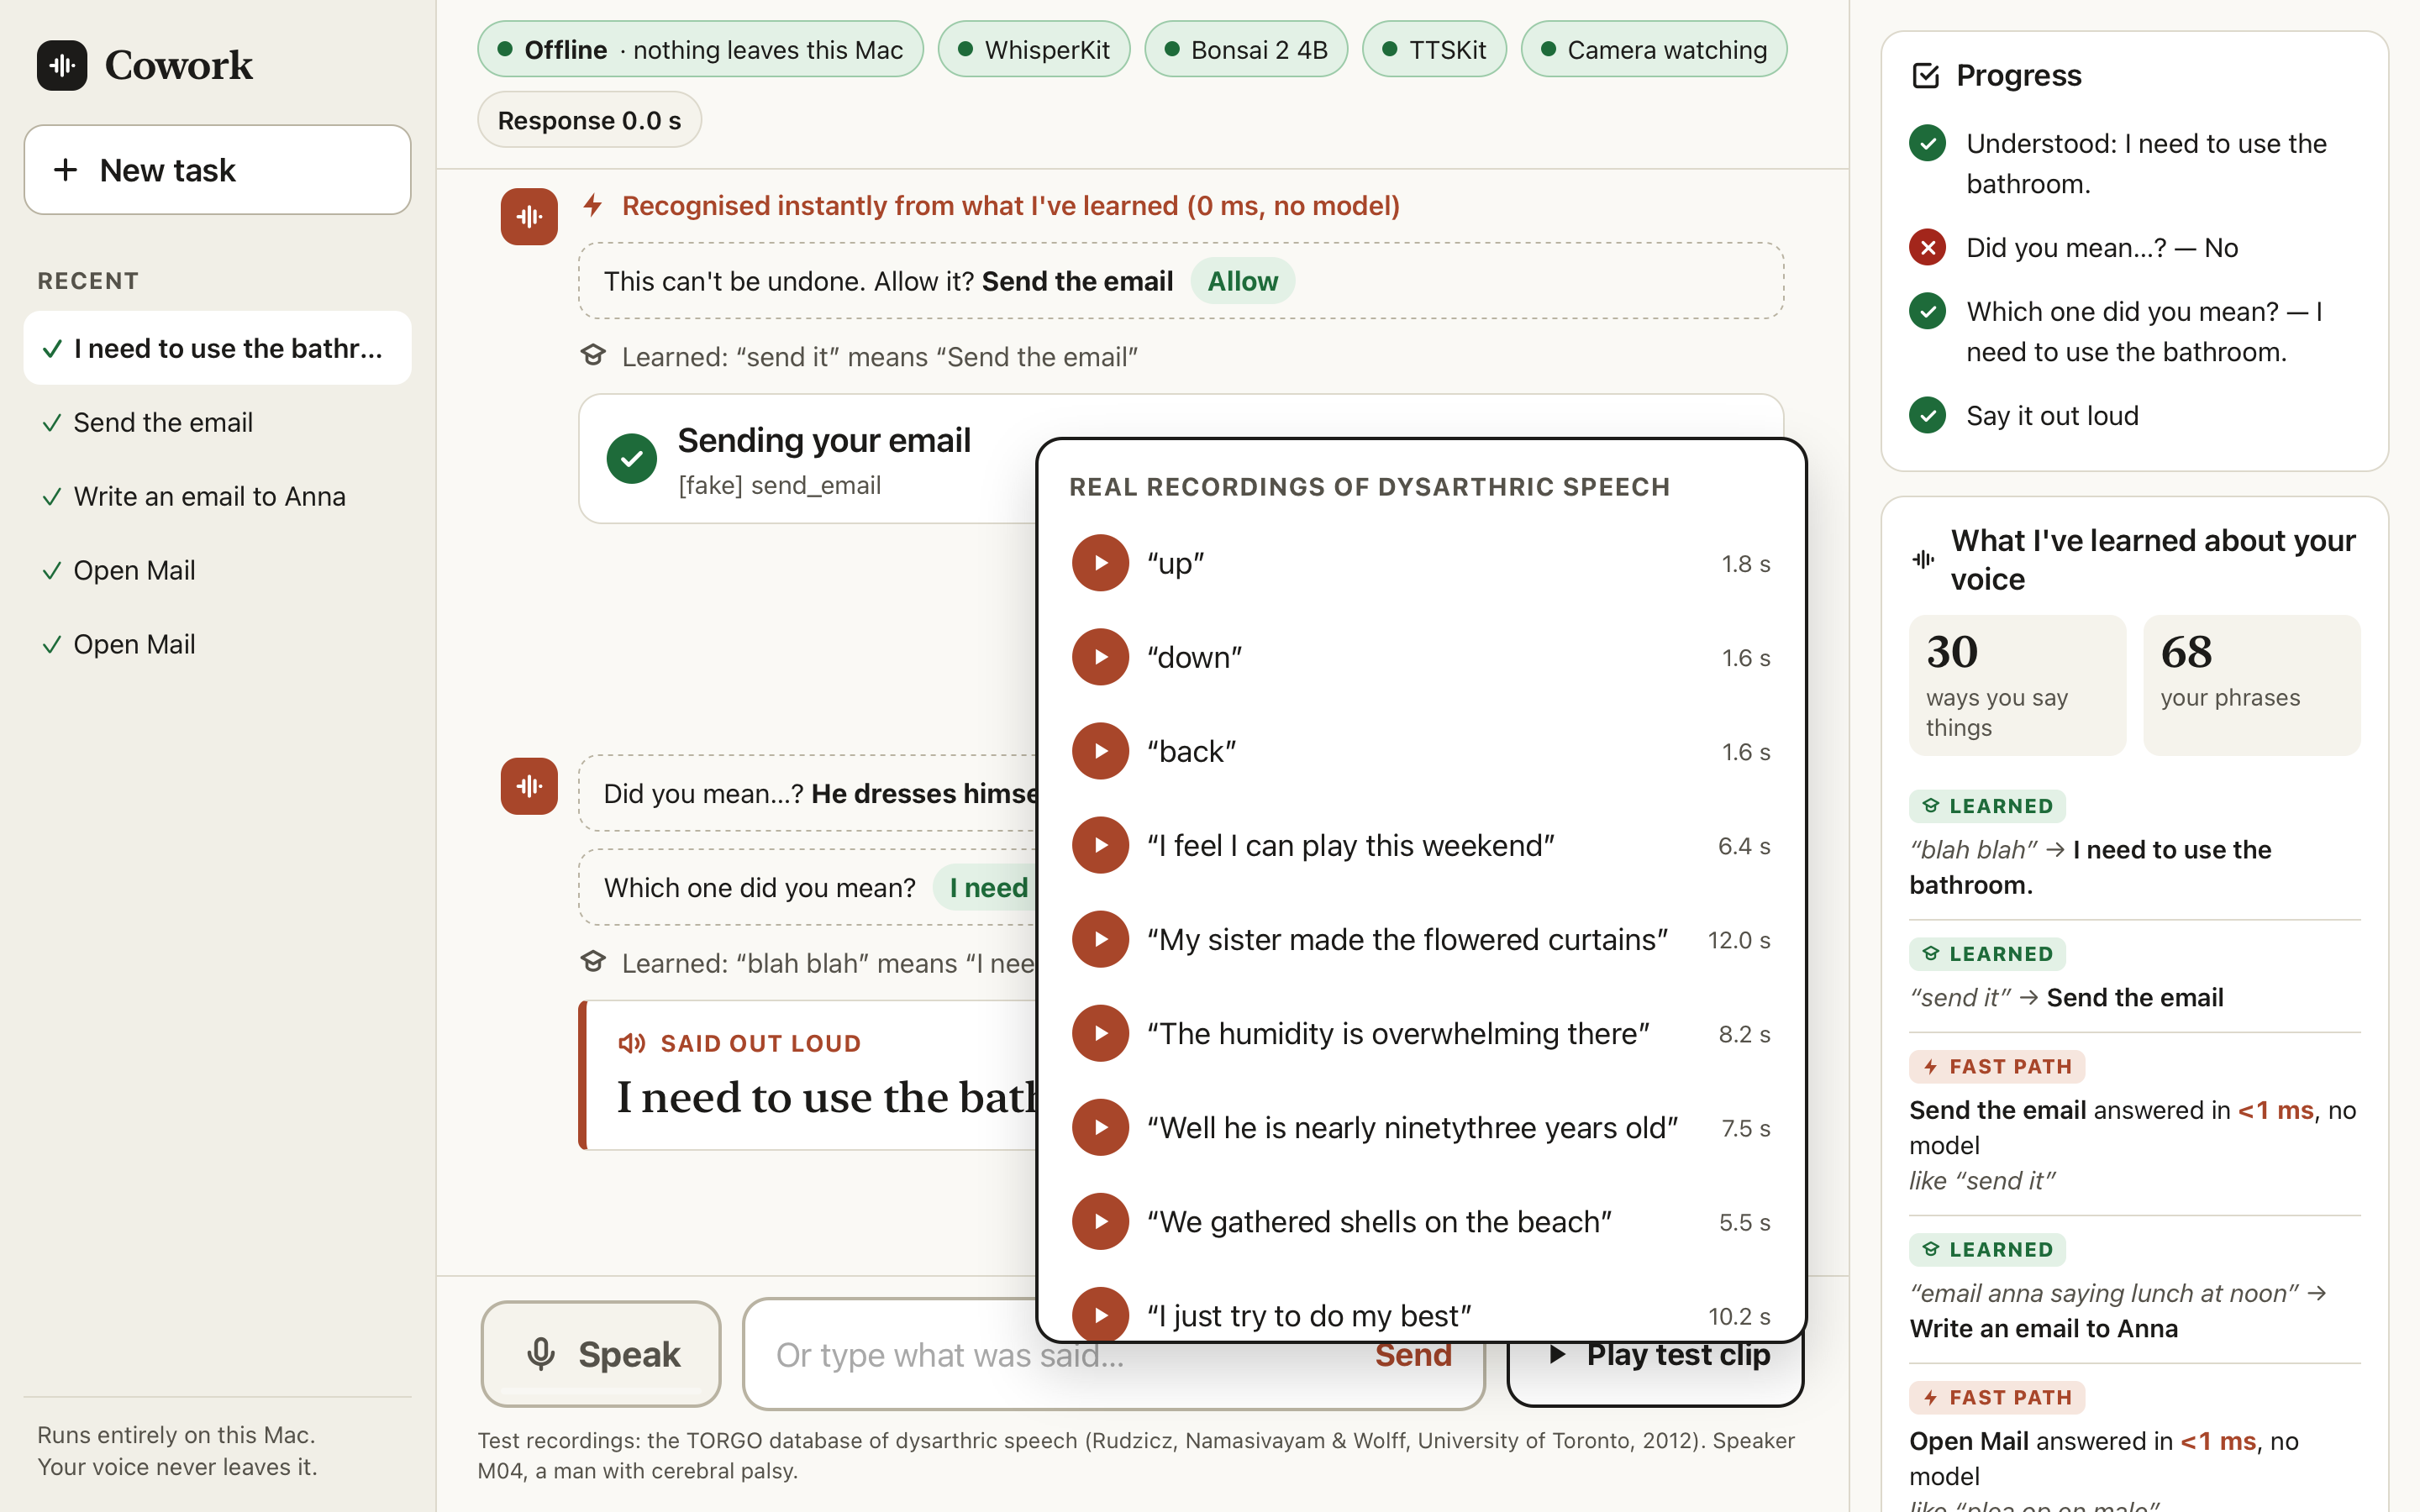 Cowork
New task
RECENT
I need to use the bathr...
Send the email
Write an email to Anna
Open Mail
Open Mail
Runs entirely on this Mac.
Your voice never leaves it.
Offline · nothing leaves this Mac
WhisperKit
Bonsai 2 4B
TTSKit
Camera watching
Response 0.0 s
Recognised instantly from what I've learned (0 ms, no model)
This can't be undone. Allow it? Send the email Allow
Learned: “send it” means “Send the email”
Sending your email
[fake] send_email
Did you mean...? He dresses himse
Which one did you mean? I need
Learned: “blah blah” means “I nee
SAID OUT LOUD
I need to use the bath
REAL RECORDINGS OF DYSARTHRIC SPEECH
“up” 1.8 s
“down” 1.6 s
“back” 1.6 s
“I feel I can play this weekend” 6.4 s
“My sister made the flowered curtains” 12.0 s
“The humidity is overwhelming there” 8.2 s
“Well he is nearly ninetythree years old” 7.5 s
“We gathered shells on the beach” 5.5 s
“I just try to do my best” 10.2 s
Speak
Or type what was said...
Send
Play test clip
Test recordings: the TORGO database of dysarthric speech (Rudzicz, Namasivayam & Wolff, University of Toronto, 2012). Speaker
M04, a man with cerebral palsy.
Progress
Understood: I need to use the
bathroom.
Did you mean...? — No
Which one did you mean? — I
need to use the bathroom.
Say it out loud
What I've learned about your
voice
30
ways you say
things
68
your phrases
LEARNED
“blah blah” → I need to use the
bathroom.
LEARNED
“send it” → Send the email
FAST PATH
Send the email answered in <1 ms, no
model
like “send it”
LEARNED
“email anna saying lunch at noon” →
Write an email to Anna
FAST PATH
Open Mail answered in <1 ms, no
model
like “plea op en male”